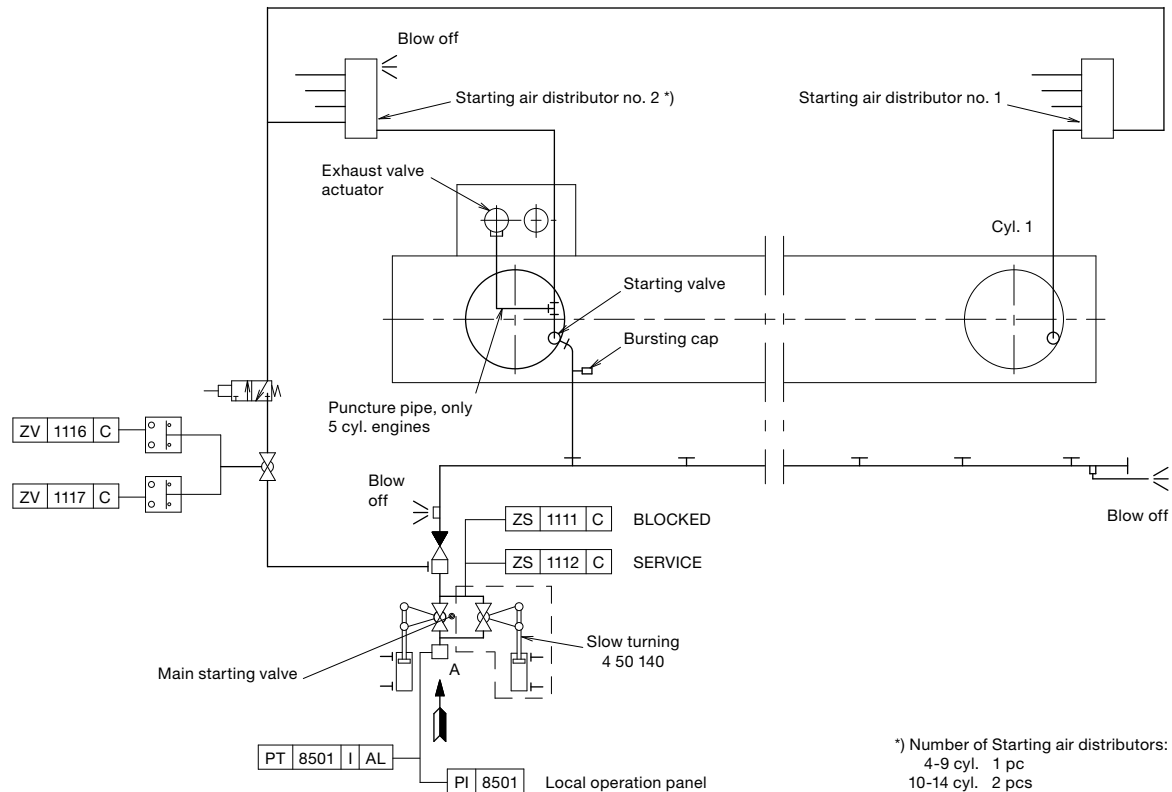 Blow off
Starting air distributor no. 2 *)
Starting air distributor no. 1
Exhaust valve
actuator
Cyl. 1
Starting valve
Bursting cap
Puncture pipe, only
5 cyl. engines
ZV 1116 C
ZV 1117 C
Blow
off
Blow off
ZS 1111 C BLOCKED
ZS 1112 C SERVICE
Slow turning
4 50 140
Main starting valve
A
PT 8501 I AL
PI 8501 Local operation panel
*) Number of Starting air distributors:
4-9 cyl. 1 pc
10-14 cyl. 2 pcs